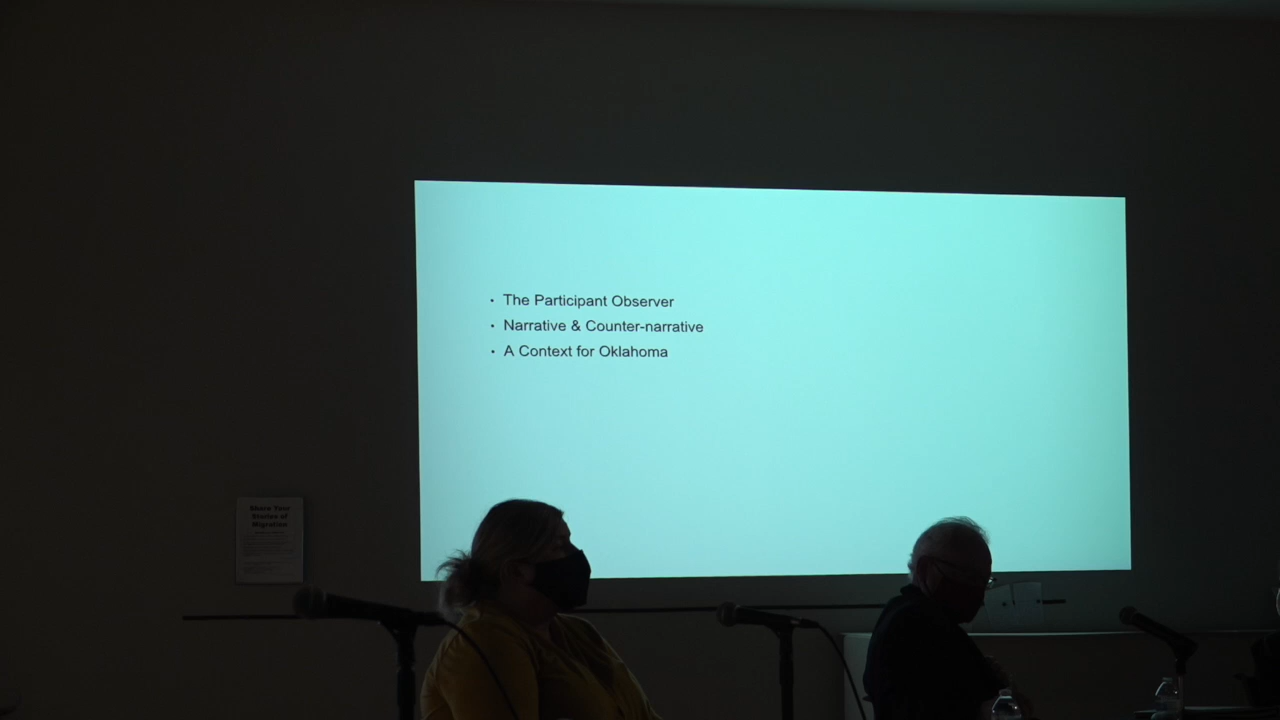 • The Participant Observer
• Narrative & Counter-narrative
• A Context for Oklahoma
Share Your
Stories of
Migration